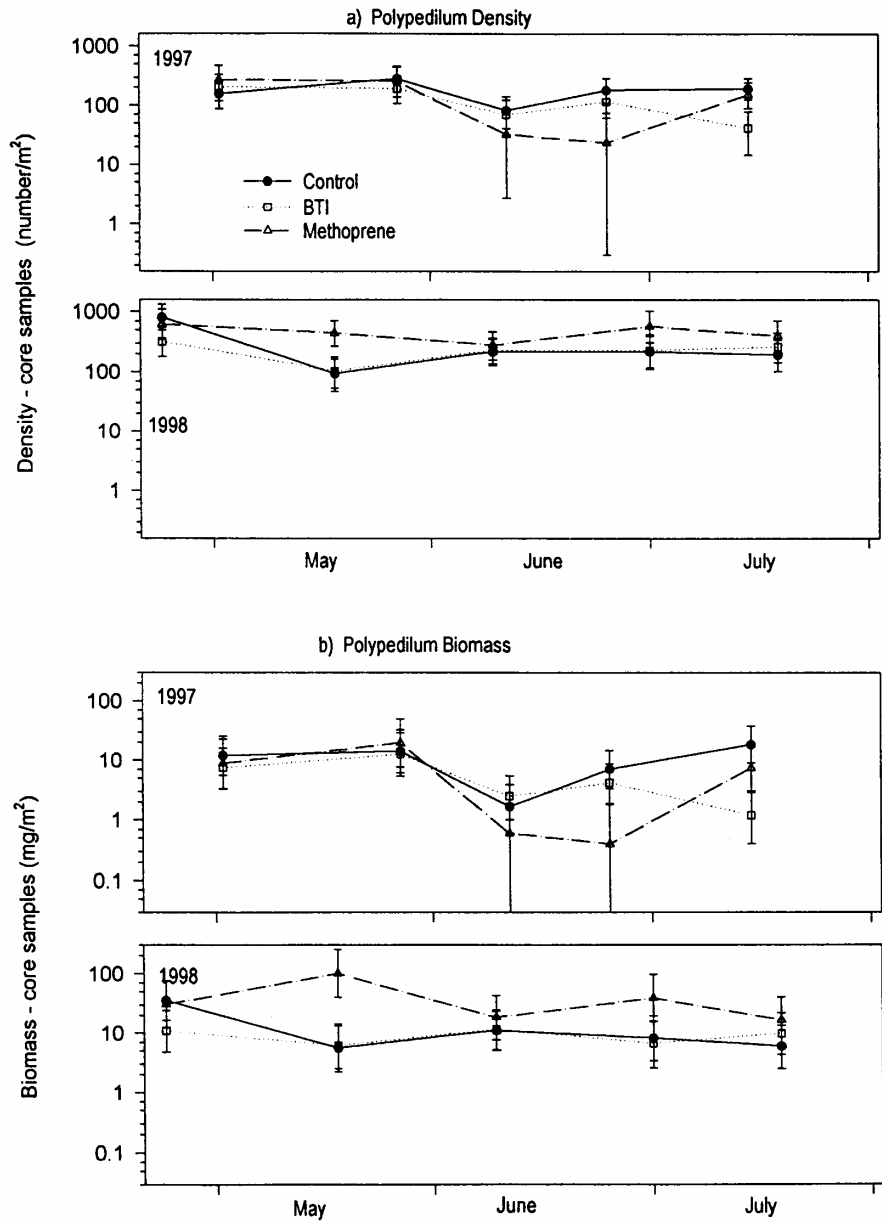 a) Polypedilum Density
1997
1000
100
10
1
Control
BTI
Methoprene
1000
100
10
1
1998
Density - core samples (number/m²)
May
June
July
b) Polypedilum Biomass
1997
100
10
1
0.1
1998
100
10
1
0.1
Biomass - core samples (mg/m²)
May
June
July